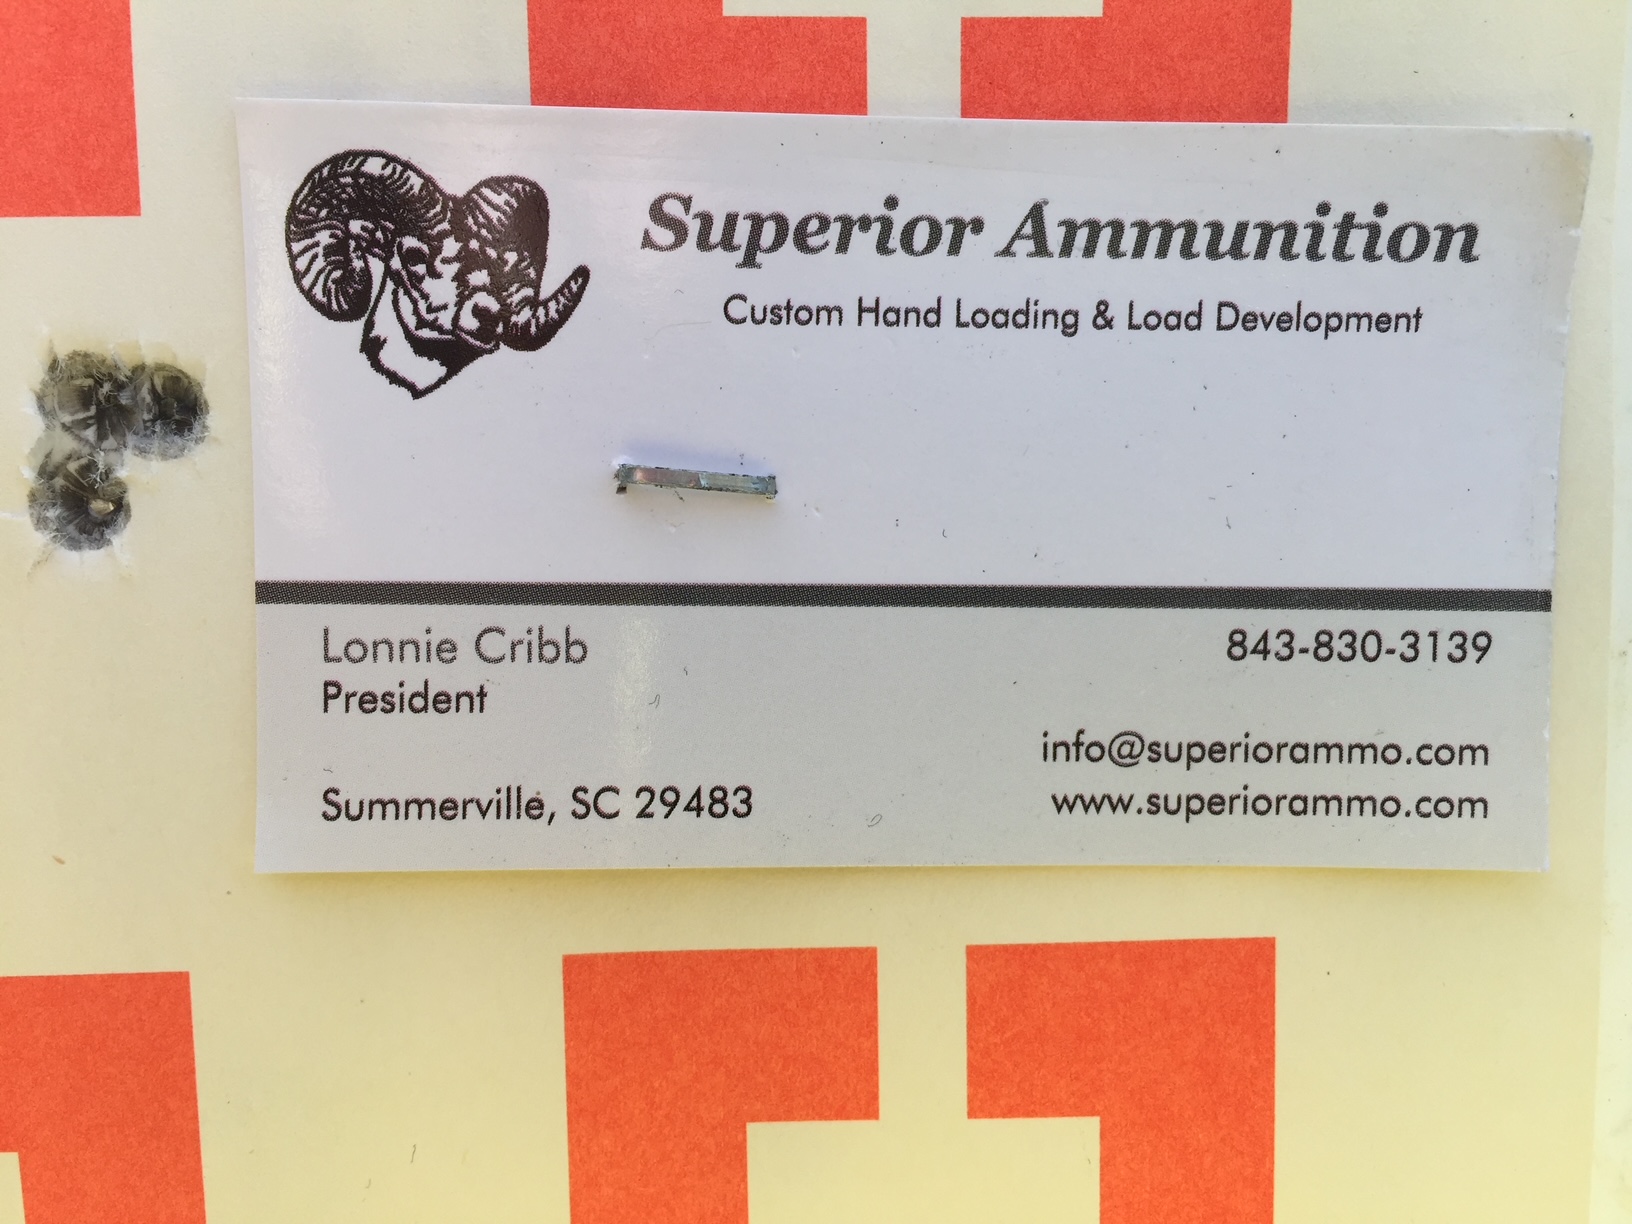 Superior Ammunition
Custom Hand Loading & Load Development
Lonnie Cribb
President
Summerville, SC 29483
843-830-3139
info@superiorammo.com
www.superiorammo.com